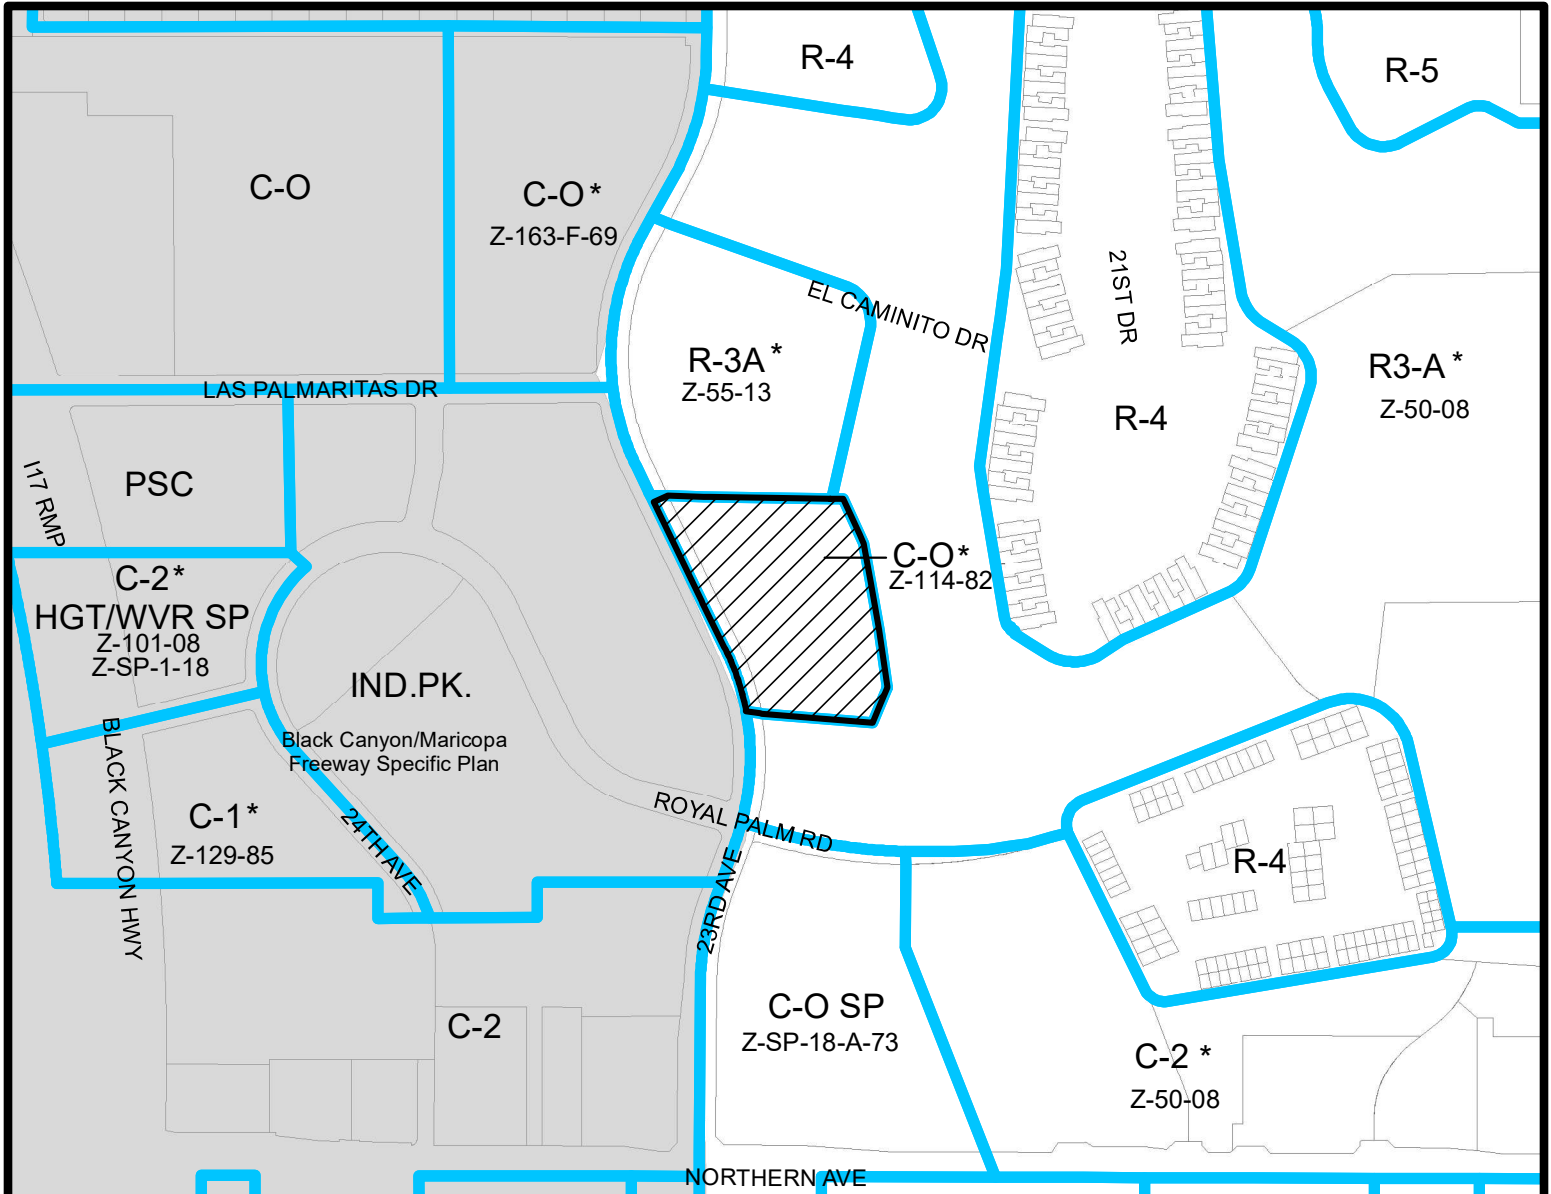 R-4
R-5
C-O
C-O *
Z-163-F-69
EL CAMINITO DR
21ST DR
R-3A *
Z-55-13
R3-A *
Z-50-08
LAS PALMARITAS DR
R-4
I17 RMP
PSC
C-O*
Z-114-82
C-2*
HGT/WVR SP
Z-101-08
Z-SP-1-18
IND.PK.
Black Canyon/Maricopa
Freeway Specific Plan
BLACK CANYON HWY
C-1*
Z-129-85
24TH AVE
ROYAL PALM RD
23RD AVE
R-4
C-2
C-O SP
Z-SP-18-A-73
C-2 *
Z-50-08
NORTHERN AVE